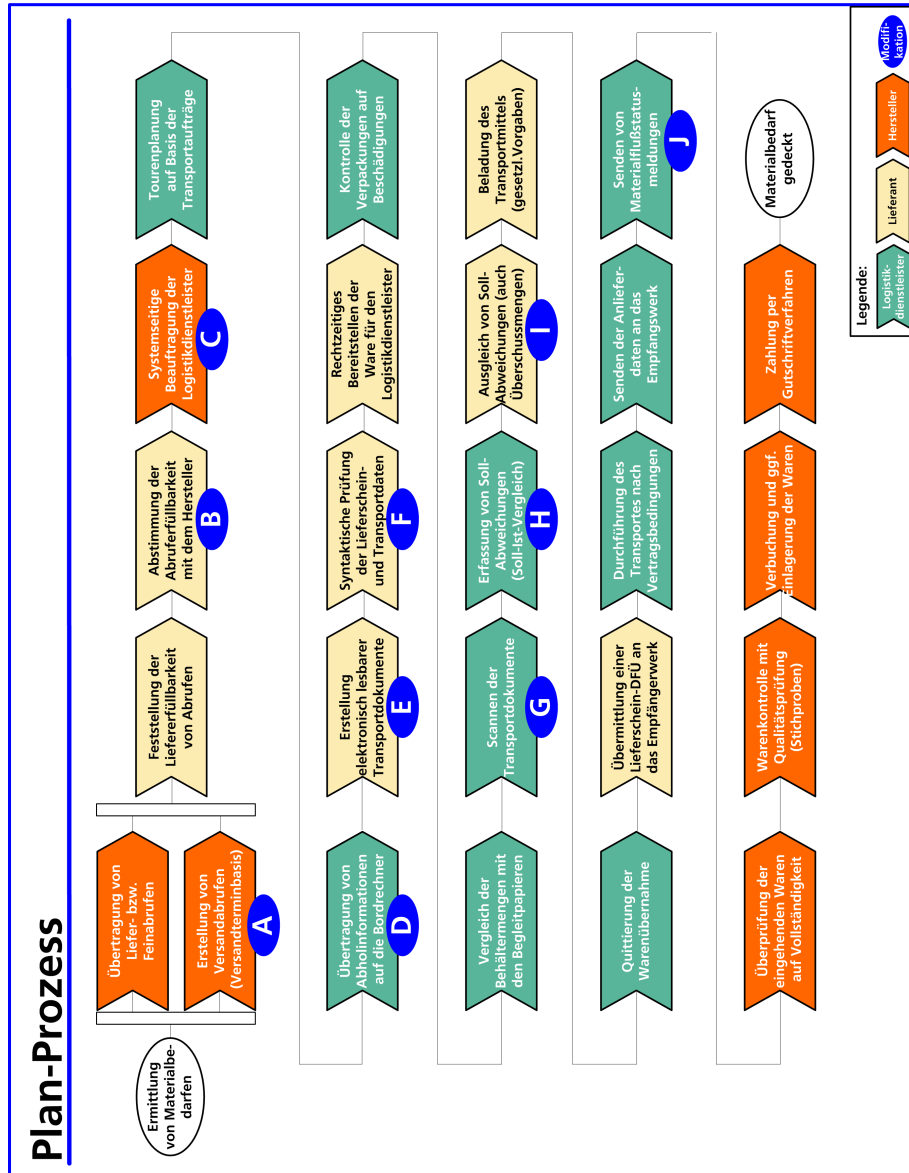 Plan-Prozess
Ermittlung
von Materialbe-
darfen
Übertragung von
Liefer- bzw.
Feinabrufen
Erstellung von
Versandabrufen
(Versandterminbasis)
A
Feststellung der
Liefererfüllbarkeit
von Abrufen
Abstimmung der
Abruferfüllbarkeit
mit dem Hersteller
B
Systemseitige
Beauftragung der
Logistikdienstleister
C
Tourenplanung
auf Basis der
Transportaufträge
Übertragung von
Abholinformationen
auf die Bordrechner
D
Erstellung
elektronisch lesbarer
Transportdokumente
E
Syntaktische Prüfung
der Lieferschein-
und Transportdaten
F
Rechtzeitiges
Bereitstellen der
Ware für den
Logistikdienstleister
Kontrolle der
Verpackungen auf
Beschädigungen
Vergleich der
Behältermengen mit
den Begleitpapieren
Scannen der
Transportdokumente
G
Erfassung von Soll-
Abweichungen
(Soll-Ist-Vergleich)
H
Ausgleich von Soll-
Abweichungen (auch
Überschussmengen)
I
Beladung des
Transportmittels
(gesetzl.Vorgaben)
Quittierung der
Warenübernahme
Übermittlung einer
Lieferschein-DFÜ an
das Empfängerwerk
Durchführung des
Transportes nach
Vertragsbedingungen
Senden der Anliefer-
daten an das
Empfangswerk
Senden von
Materialflußstatus-
meldungen
J
Überprüfung der
eingehenden Waren
auf Vollständigkeit
Warenkontrolle mit
Qualitätsprüfung
(Stichproben)
Verbuchung und ggf.
Einlagerung der Waren
Zahlung per
Gutschriftverfahren
Materialbedarf
gedeckt
Legende:
Logistik-
dienstleister
Lieferant
Hersteller
Modifi-
kation